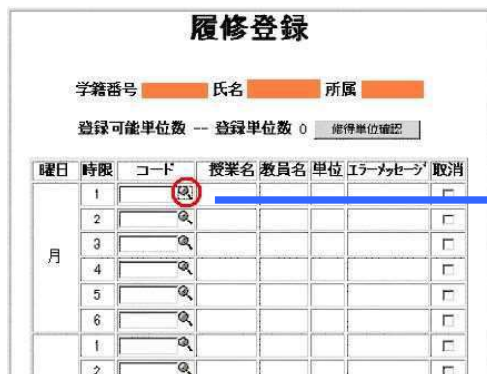 履修登録
学籍番号 氏名 所属
登録可能単位数 -- 登録単位数 0 修得単位確認
曜日 時限 コード 授業名 教員名 単位 エラーメッセージ 取消
月
1
2
3
4
5
6
1
2